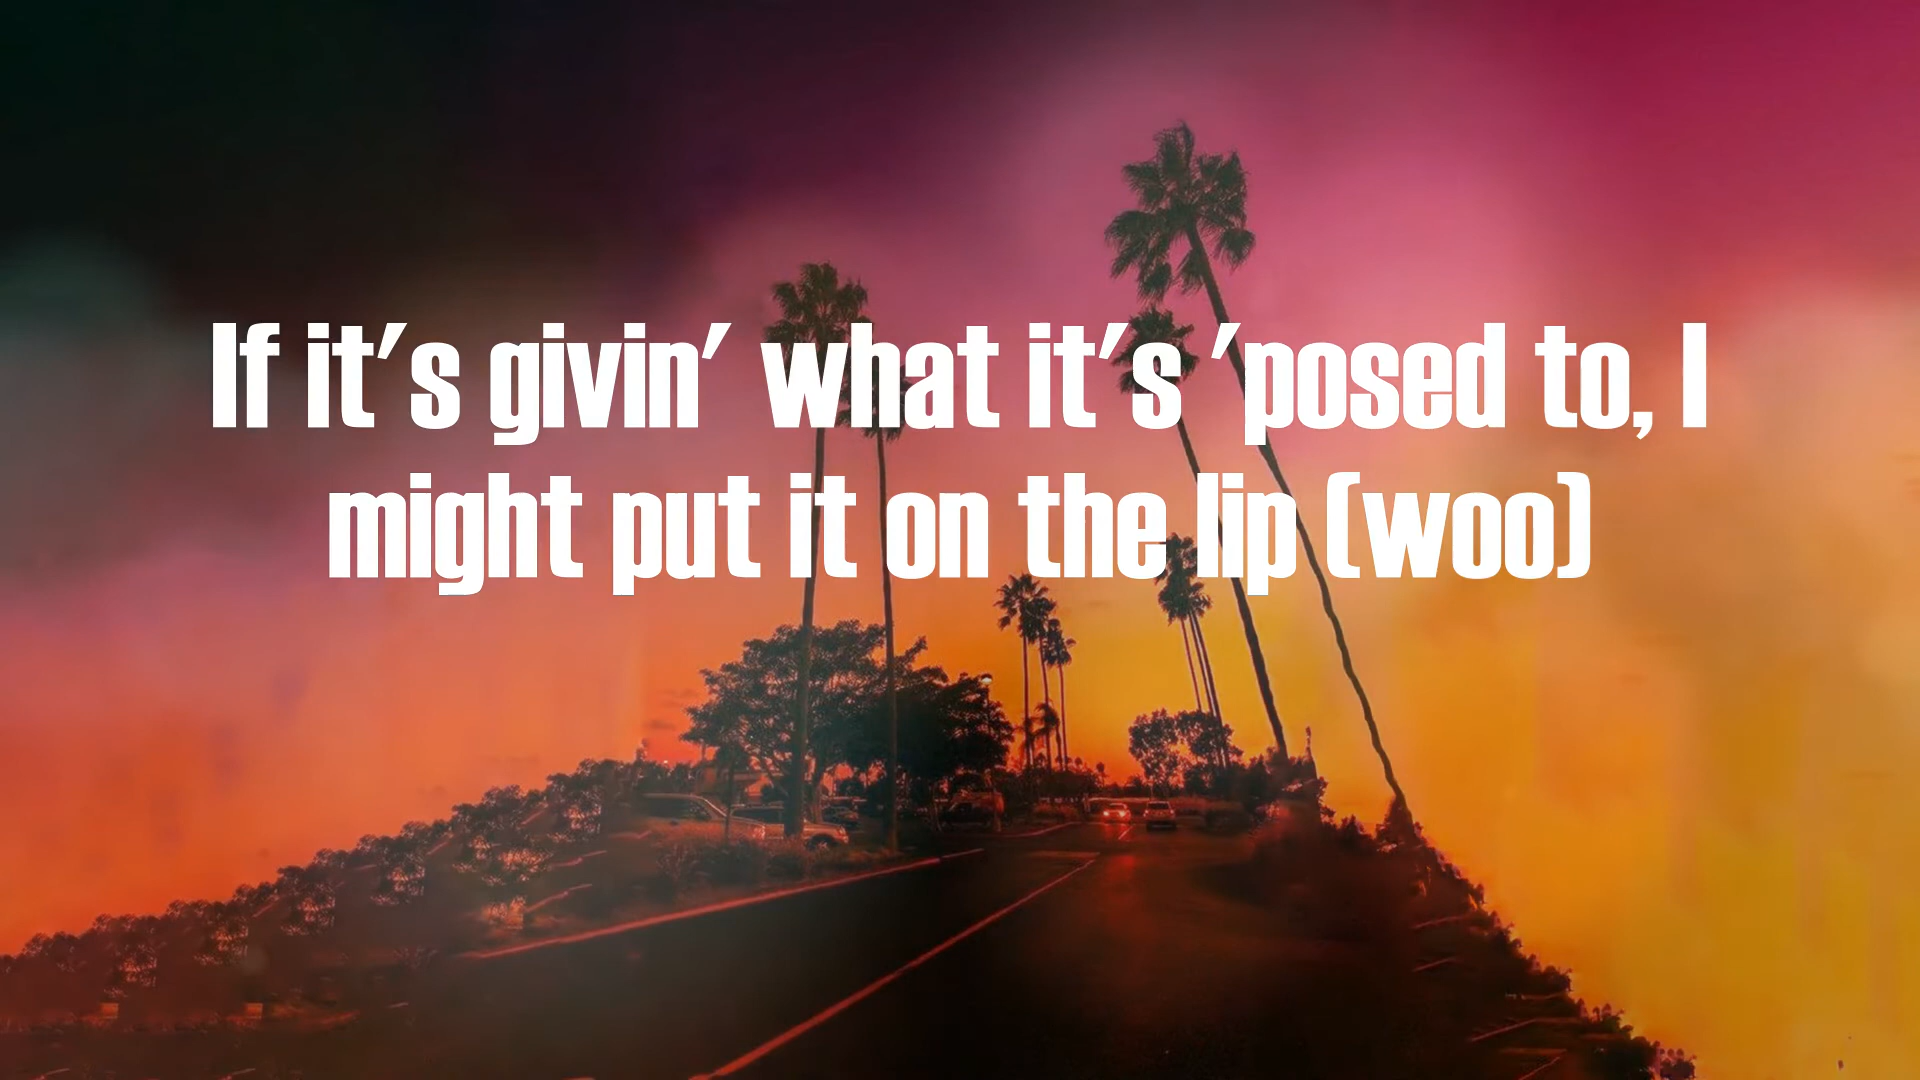 If it's givin' what it's 'posed to, I
might put it on the lip (woo)